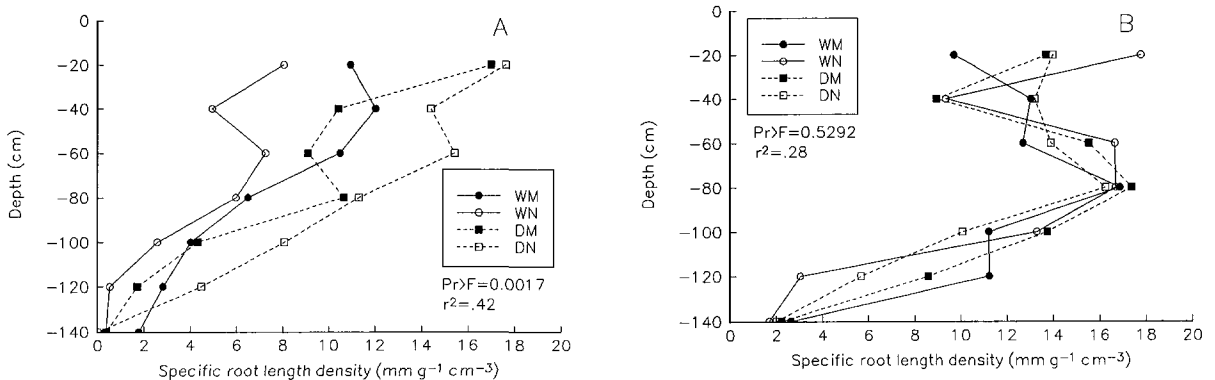 A
0
−20
−40
−60
−80
−100
−120
−140
Depth (cm)
WM
WN
DM
DN
Pr>F=0.0017
r²=.42
0 2 4 6 8 10 12 14 16 18 20
Specific root length density (mm g⁻¹ cm⁻³)
B
0
−20
−40
−60
−80
−100
−120
−140
Depth (cm)
WM
WN
DM
DN
Pr>F=0.5292
r²=.28
0 2 4 6 8 10 12 14 16 18 20
Specific root length density (mm g⁻¹ cm⁻³)